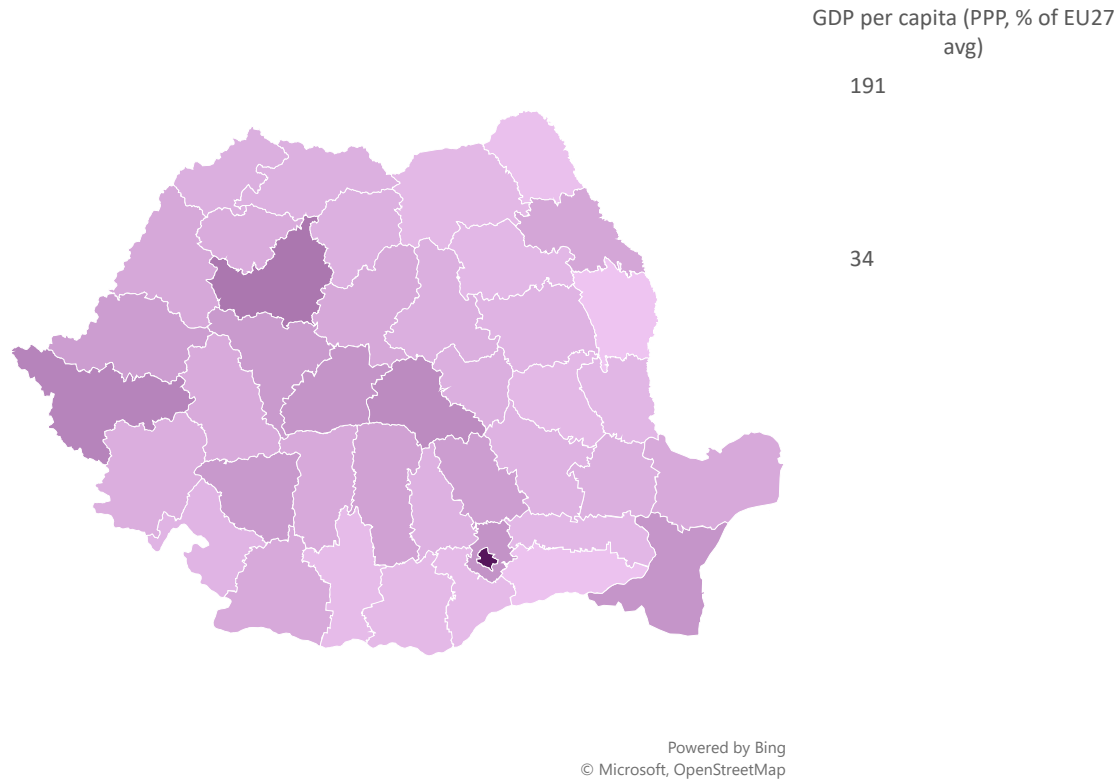 GDP per capita (PPP, % of EU27
avg)
191
34
Powered by Bing
© Microsoft, OpenStreetMap